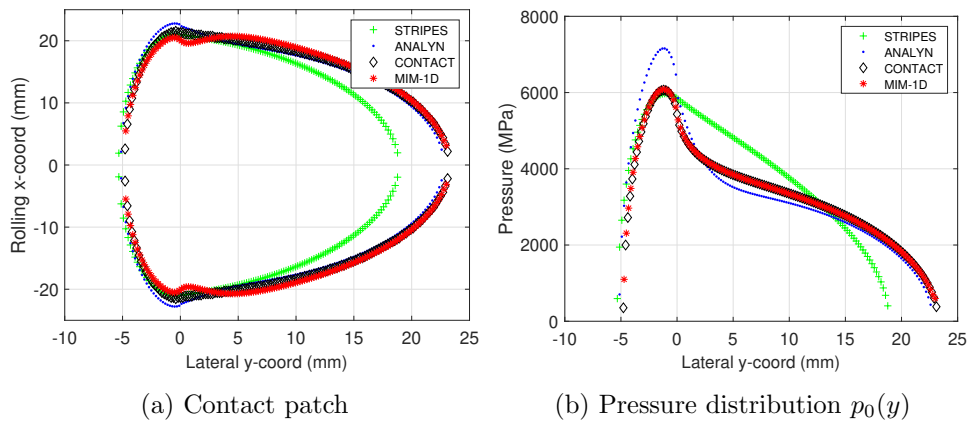 20
10
0
-10
-20
-10
-5
0
5
10
15
20
25
Rolling x-coord (mm)
Lateral y-coord (mm)
STRIPES
ANALYN
CONTACT
MIM-1D
(a) Contact patch
8000
6000
4000
2000
0
-10
-5
0
5
10
15
20
25
Pressure (MPa)
Lateral y-coord (mm)
STRIPES
ANALYN
CONTACT
MIM-1D
(b) Pressure distribution p₀(y)